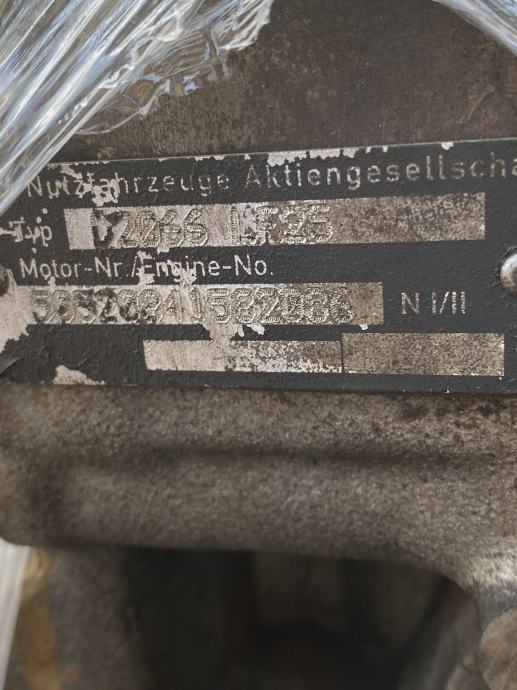 Nutzfahrzeuge Aktiengesellscha
Typ D2066 LF25
Motor-Nr./Engine-No.
N I/II